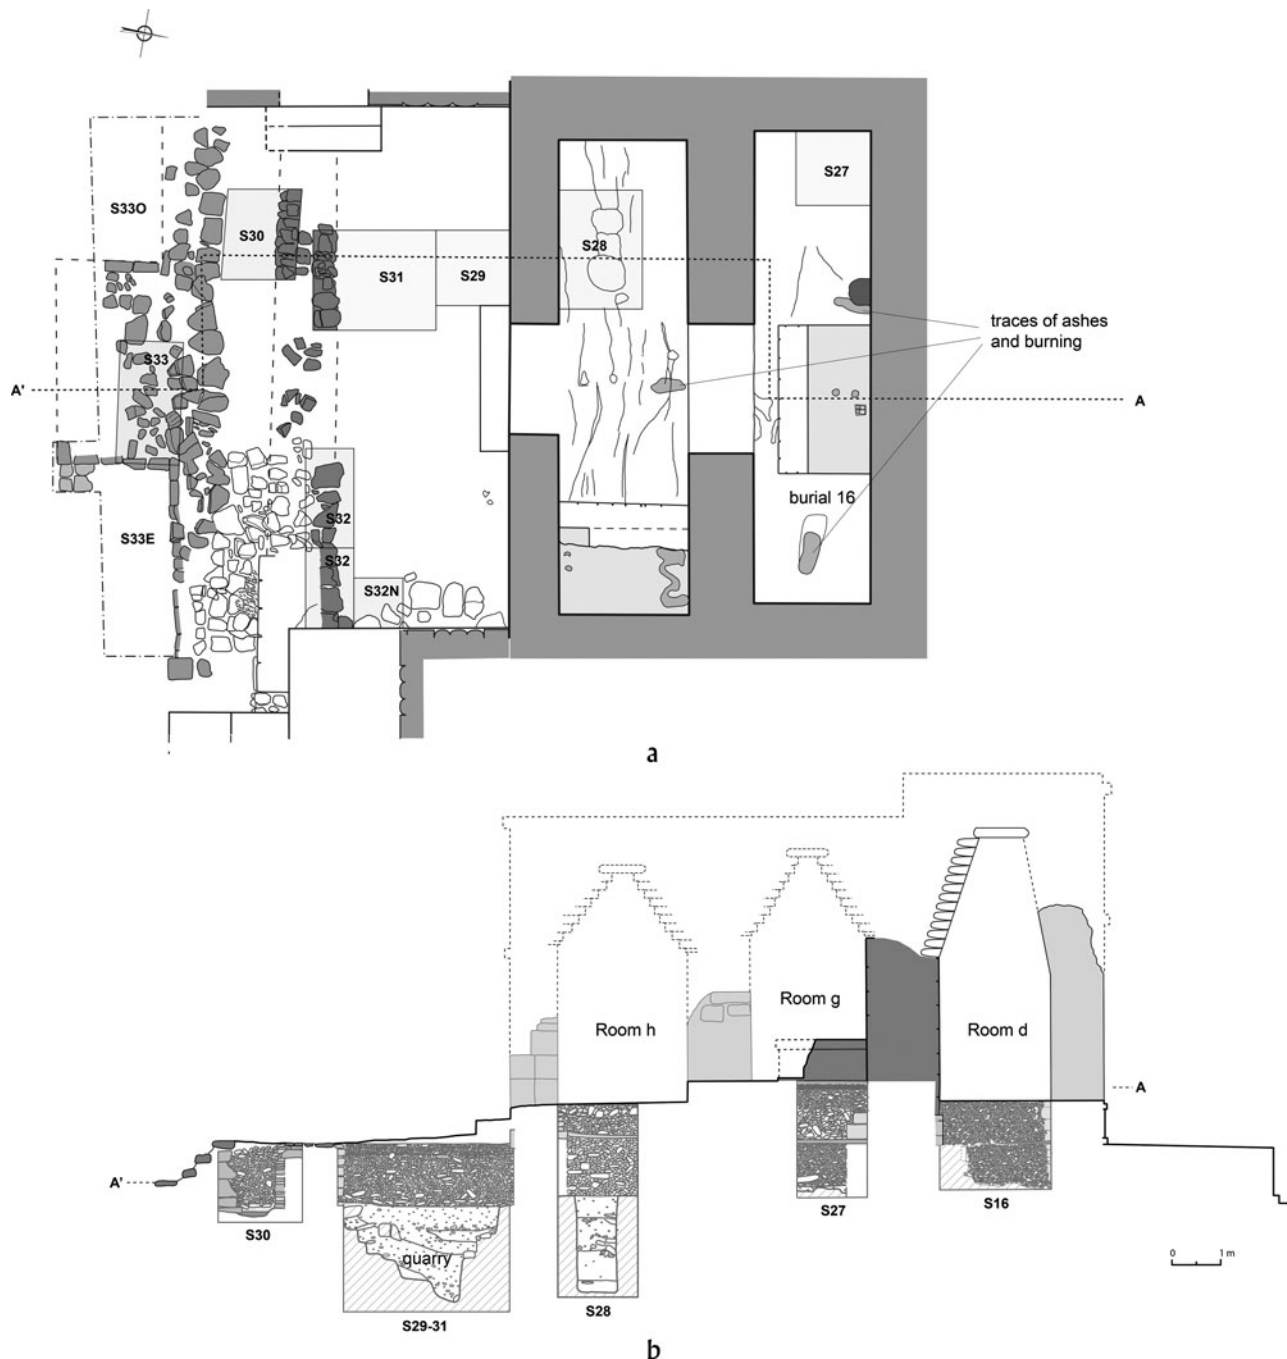 S33O
S30
S31
S29
S28
S27
traces of ashes
and burning
S33
A'
A
burial 16
S32
S33E
S32
S32N
a
Room h
Room g
Room d
A
A'
S30
quarry
S27
S16
0 1 m
S28
S29-31
b